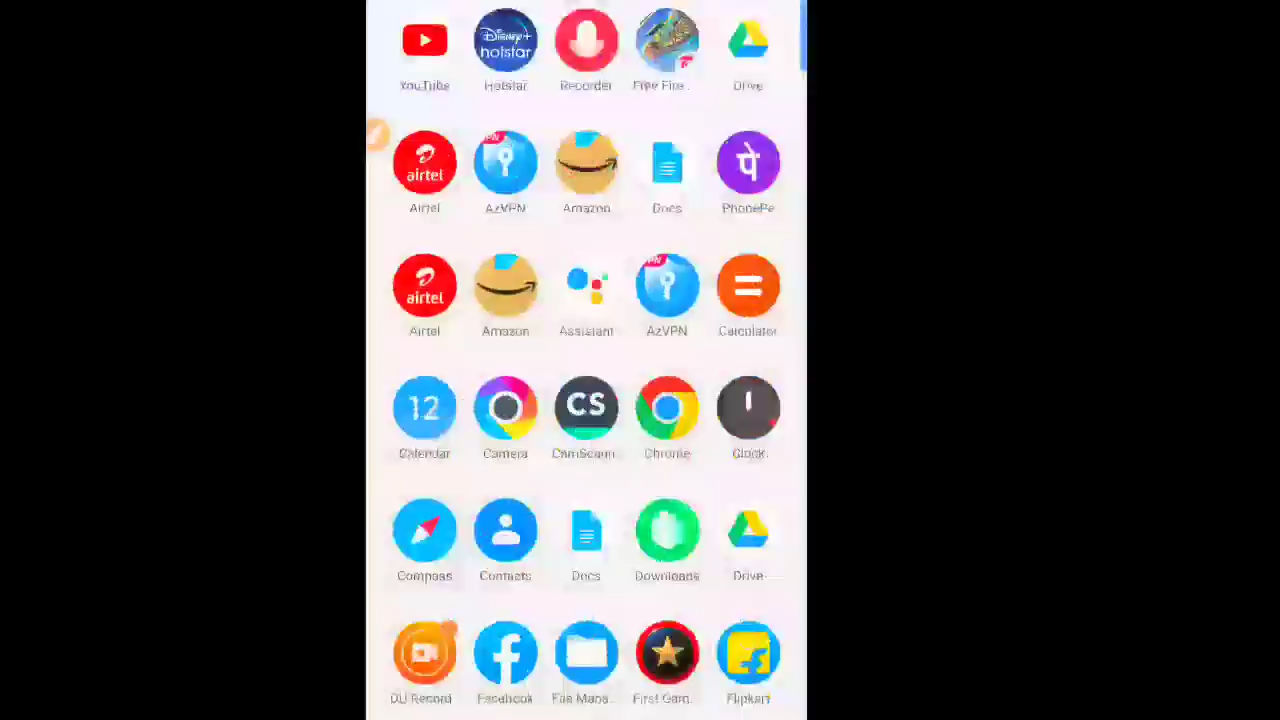 Disney+
hotstar
YouTube Hotstar Recorder Free Fire.. Drive
airtel पे
Airtel AzVPN Amazon Docs PhonePe
airtel
Airtel Amazon Assistant AzVPN Calculator
12 CS
Calendar Camera CamScann.. Chrome Clock
Compass Contacts Docs Downloads Drive
DU Record.. Facebook File Mana.. First Gam.. Flipkart